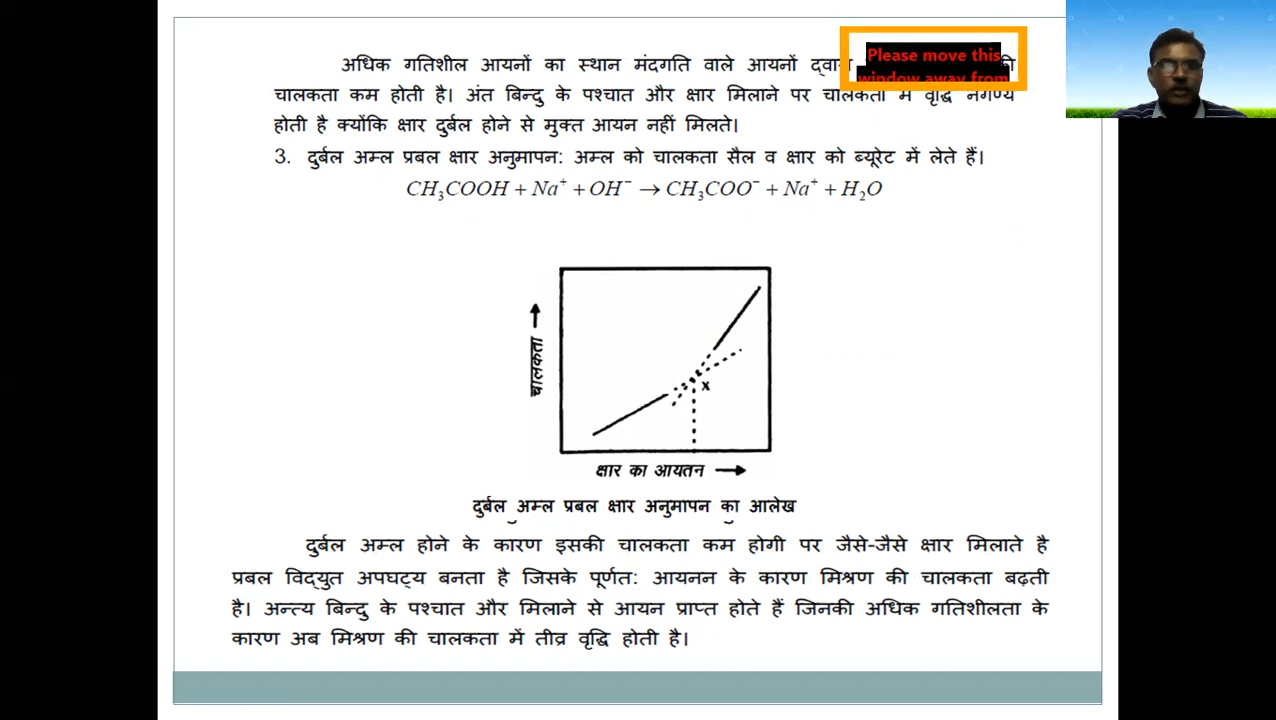 अधिक गतिशील आयनों का स्थान मंदगति वाले आयनों द्वारा
Please move this
window away from
चालकता कम होती है। अंत बिन्दु के पश्चात और क्षार मिलाने पर चालकता में वृद्धि नगण्य
होती है क्योंकि क्षार दुर्बल होने से मुक्त आयन नहीं मिलते।
3. दुर्बल अम्ल प्रबल क्षार अनुमापन: अम्ल को चालकता सैल व क्षार को ब्यूरेट में लेते हैं।
CH₃COOH + Na⁺ + OH⁻ → CH₃COO⁻ + Na⁺ + H₂O
चालकता →
x
क्षार का आयतन →
दुर्बल अम्ल प्रबल क्षार अनुमापन का आलेख
दुर्बल अम्ल होने के कारण इसकी चालकता कम होगी पर जैसे-जैसे क्षार मिलाते है
प्रबल विद्युत अपघट्य बनता है जिसके पूर्णत: आयनन के कारण मिश्रण की चालकता बढ़ती
है। अन्त्य बिन्दु के पश्चात और मिलाने से आयन प्राप्त होते हैं जिनकी अधिक गतिशीलता के
कारण अब मिश्रण की चालकता में तीव्र वृद्धि होती है।